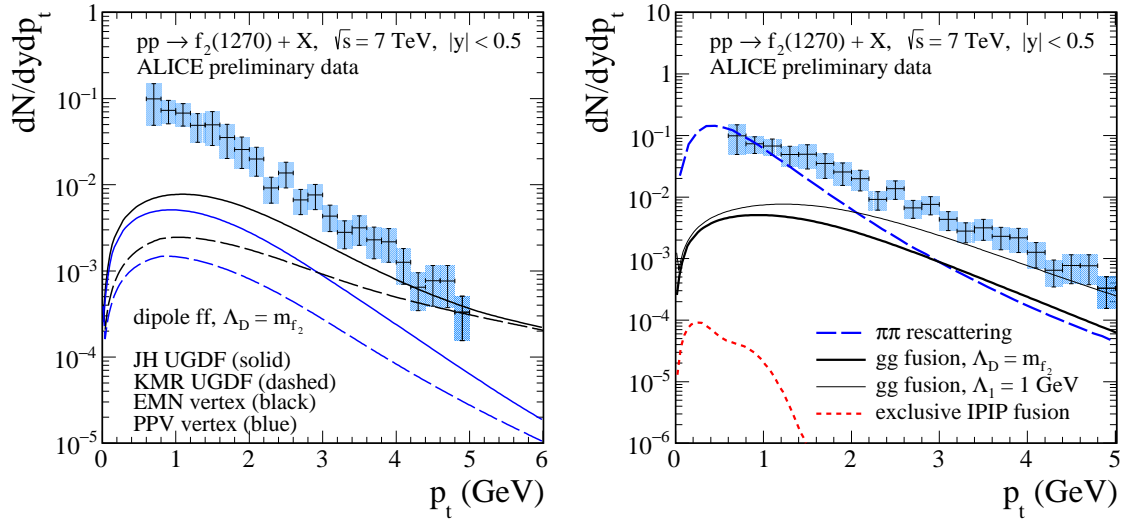 dN/dydp_t
1
10^{-1}
10^{-2}
10^{-3}
10^{-4}
10^{-5}
pp → f_2(1270) + X, √s = 7 TeV, |y| < 0.5
ALICE preliminary data
dipole ff, Λ_D = m_{f_2}
JH UGDF (solid)
KMR UGDF (dashed)
EMN vertex (black)
PPV vertex (blue)
0 1 2 3 4 5 6
p_t (GeV)
dN/dydp_t
10
1
10^{-1}
10^{-2}
10^{-3}
10^{-4}
10^{-5}
10^{-6}
pp → f_2(1270) + X, √s = 7 TeV, |y| < 0.5
ALICE preliminary data
ππ rescattering
gg fusion, Λ_D = m_{f_2}
gg fusion, Λ_1 = 1 GeV
exclusive IPIP fusion
0 1 2 3 4 5
p_t (GeV)